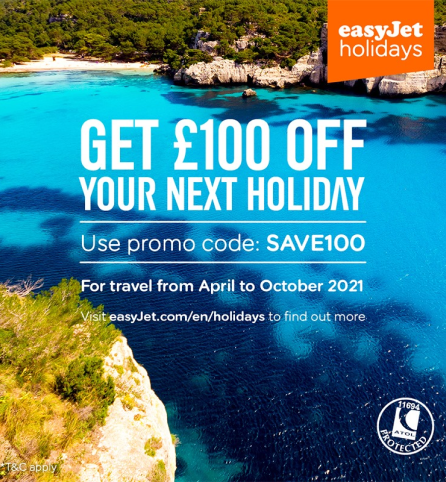 easyJet
holidays
GET £100 OFF
YOUR NEXT HOLIDAY
Use promo code: SAVE100
For travel from April to October 2021
Visit easyJet.com/en/holidays to find out more
11694
ATOL
PROTECTED
T&C apply